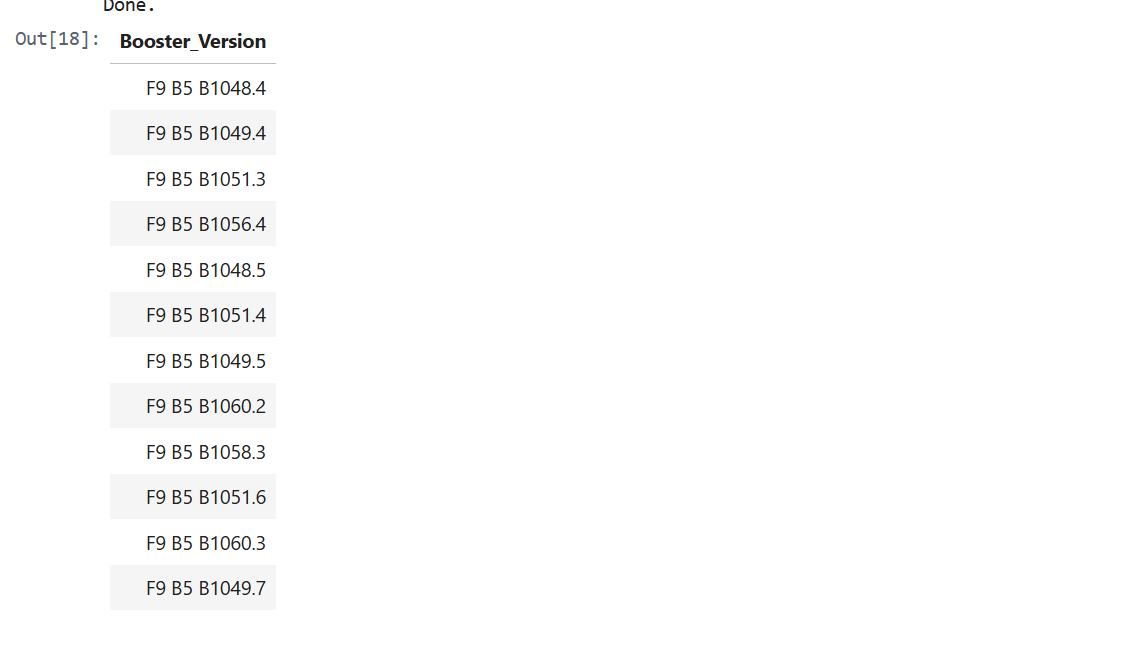 Done.
Out[18]: Booster_Version
F9 B5 B1048.4
F9 B5 B1049.4
F9 B5 B1051.3
F9 B5 B1056.4
F9 B5 B1048.5
F9 B5 B1051.4
F9 B5 B1049.5
F9 B5 B1060.2
F9 B5 B1058.3
F9 B5 B1051.6
F9 B5 B1060.3
F9 B5 B1049.7